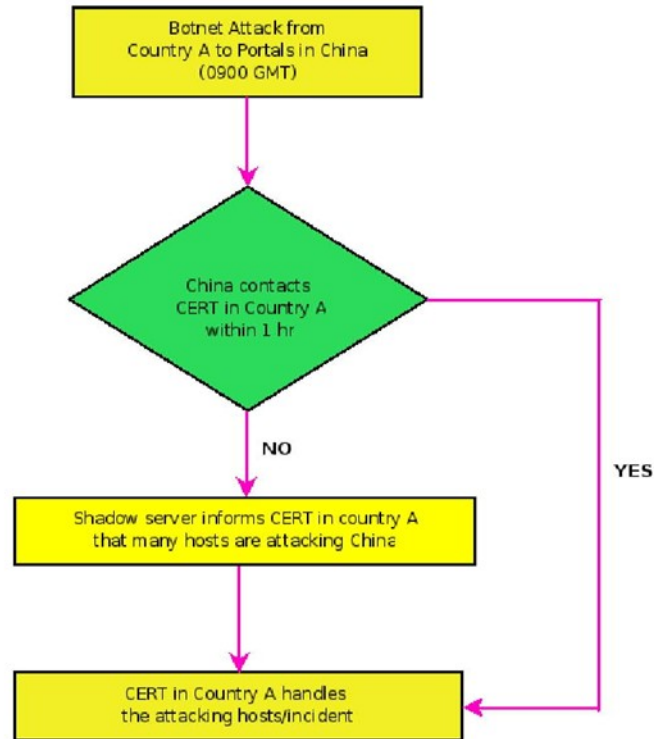 Botnet Attack from
Country A to Portals in China
(0900 GMT)
China contacts
CERT in Country A
within 1 hr
NO
YES
Shadow server informs CERT in country A
that many hosts are attacking China
CERT in Country A handles
the attacking hosts/incident